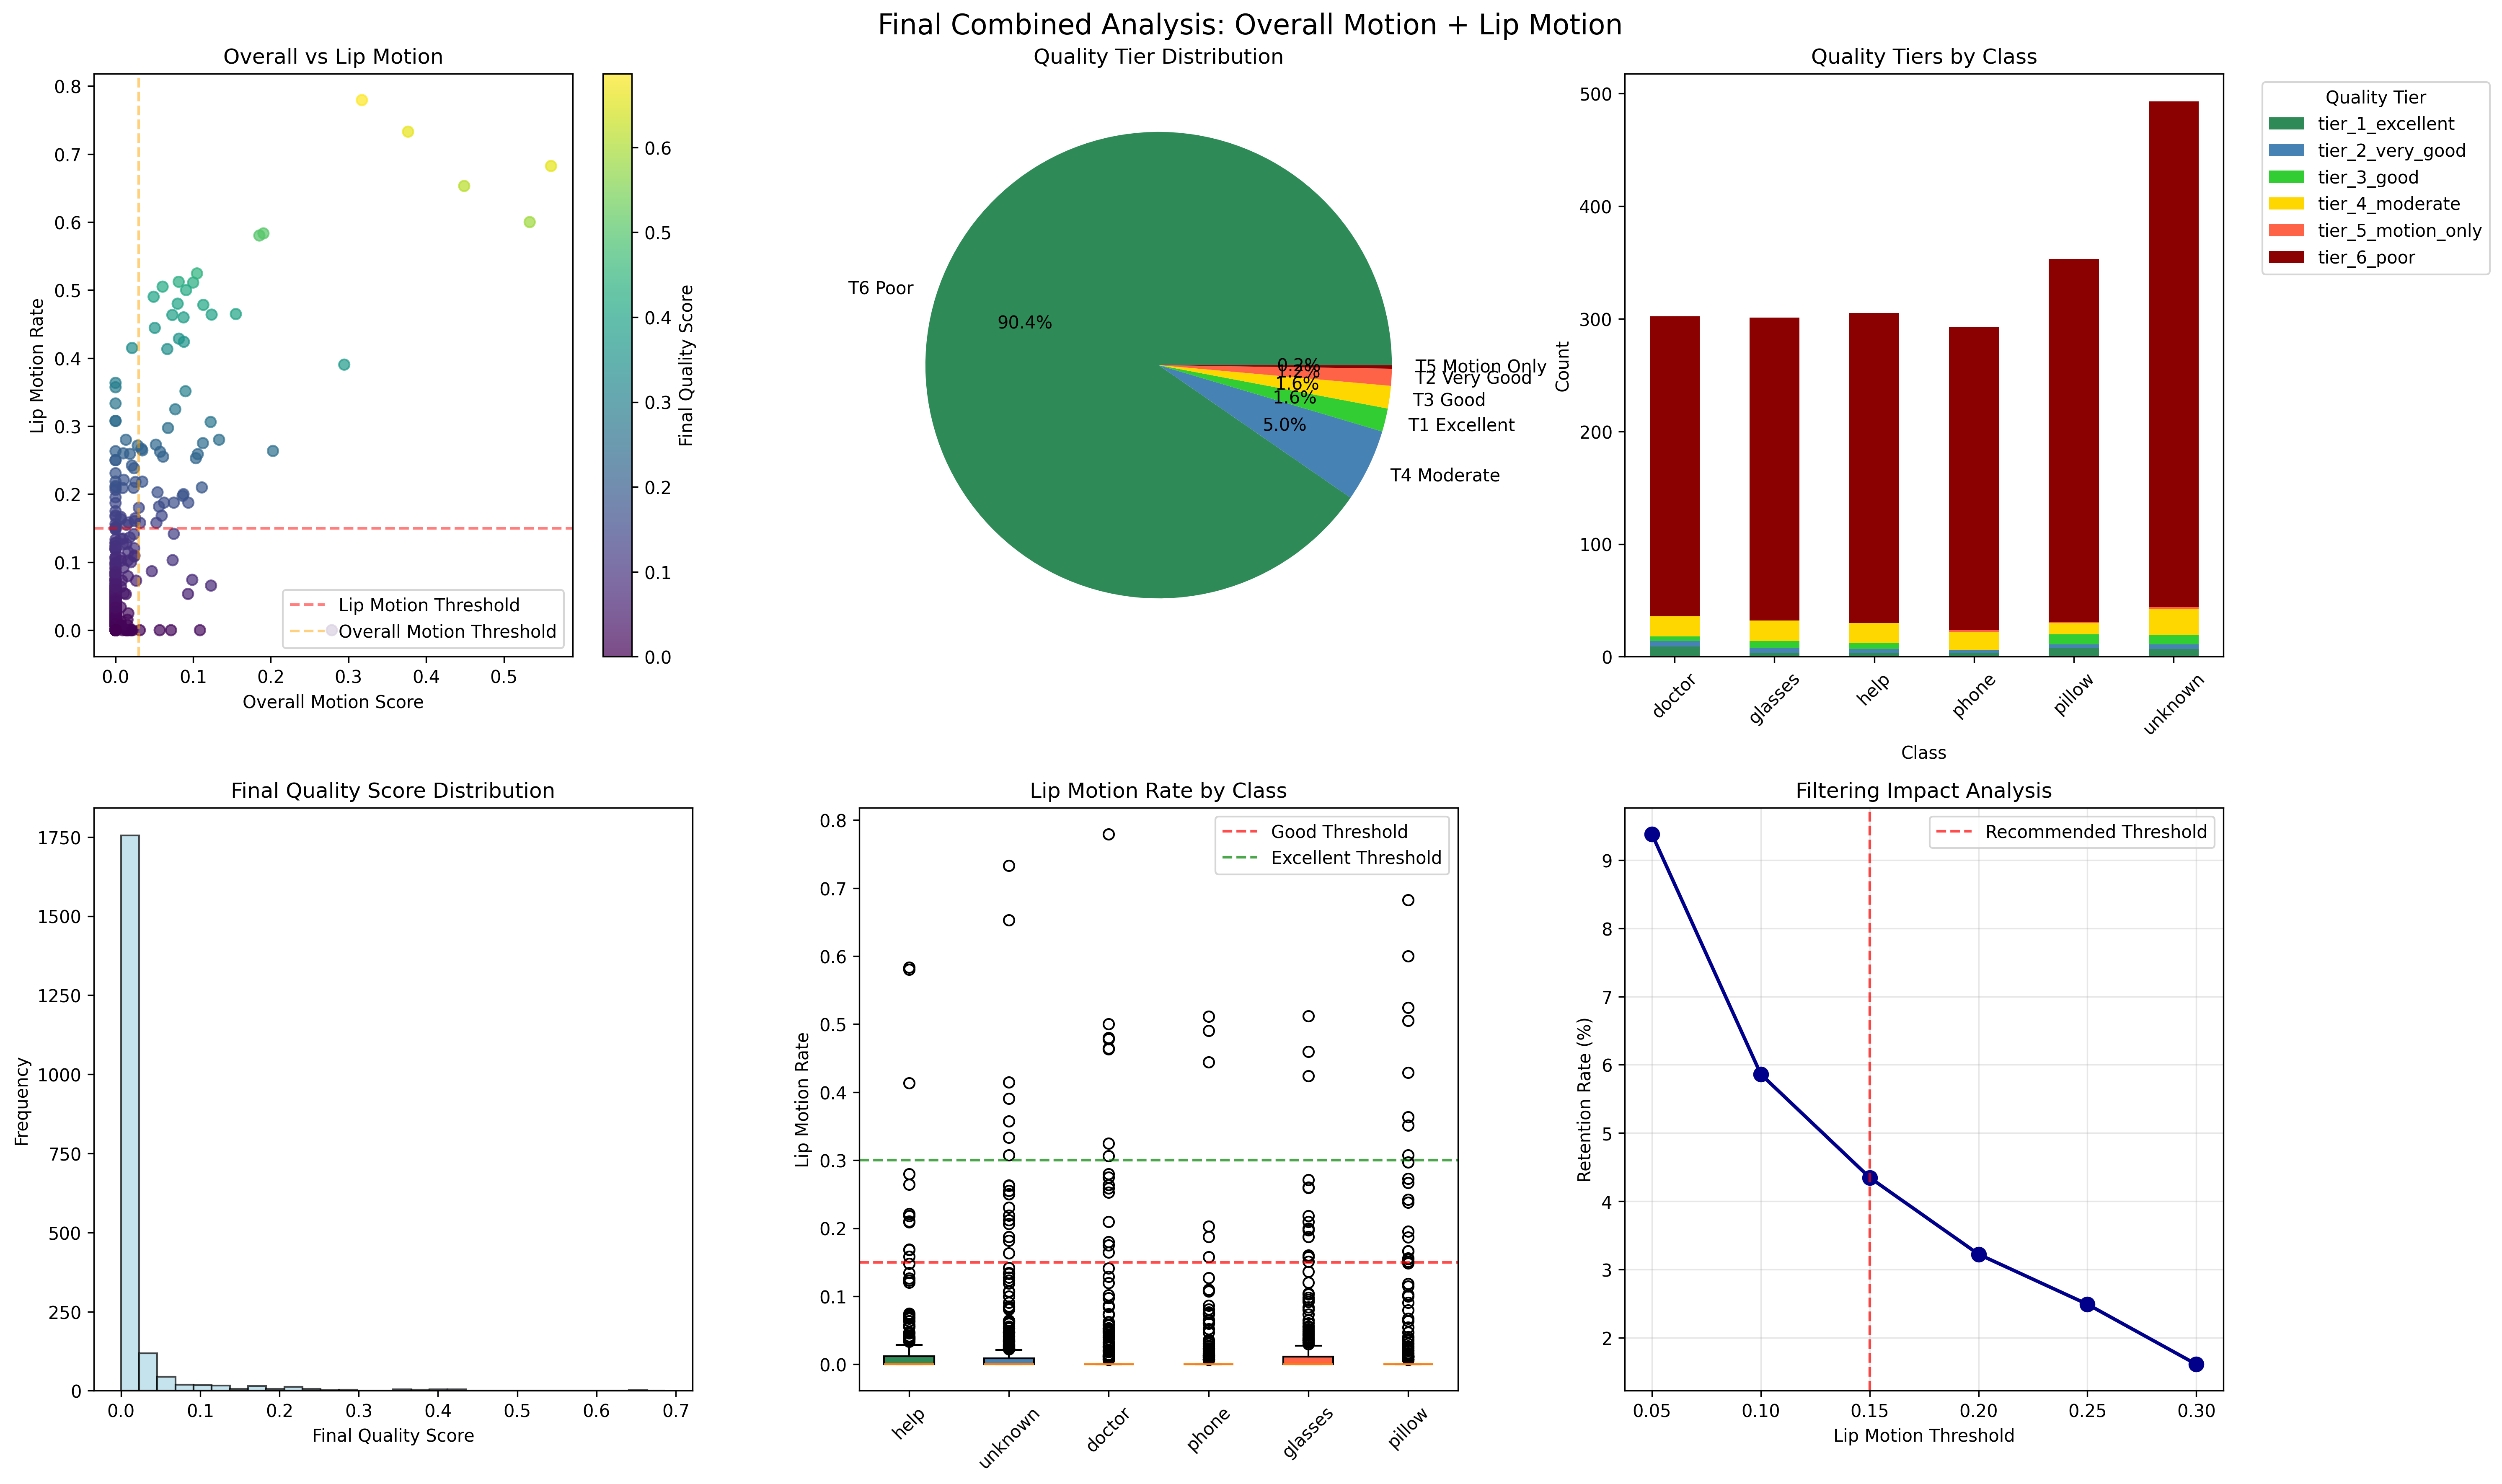 Final Combined Analysis: Overall Motion + Lip Motion
Overall vs Lip Motion
0.8
0.7
0.6
0.5
0.4
0.3
0.2
0.1
0.0
Lip Motion Rate
0.0 0.1 0.2 0.3 0.4 0.5
Overall Motion Score
Lip Motion Threshold
Overall Motion Threshold
0.6
0.5
0.4
0.3
0.2
0.1
0.0
Final Quality Score
Quality Tier Distribution
T6 Poor
90.4%
0.2%
T5 Motion Only
1.2%
T2 Very Good
1.6%
T3 Good
1.6%
T1 Excellent
5.0%
T4 Moderate
Quality Tiers by Class
500
400
300
200
100
0
Count
doctor glasses help phone pillow unknown
Class
Quality Tier
tier_1_excellent
tier_2_very_good
tier_3_good
tier_4_moderate
tier_5_motion_only
tier_6_poor
Final Quality Score Distribution
1750
1500
1250
1000
750
500
250
0
Frequency
0.0 0.1 0.2 0.3 0.4 0.5 0.6 0.7
Final Quality Score
Lip Motion Rate by Class
0.8
0.7
0.6
0.5
0.4
0.3
0.2
0.1
0.0
Lip Motion Rate
Good Threshold
Excellent Threshold
help unknown doctor phone glasses pillow
Filtering Impact Analysis
Recommended Threshold
9
8
7
6
5
4
3
2
Retention Rate (%)
0.05 0.10 0.15 0.20 0.25 0.30
Lip Motion Threshold